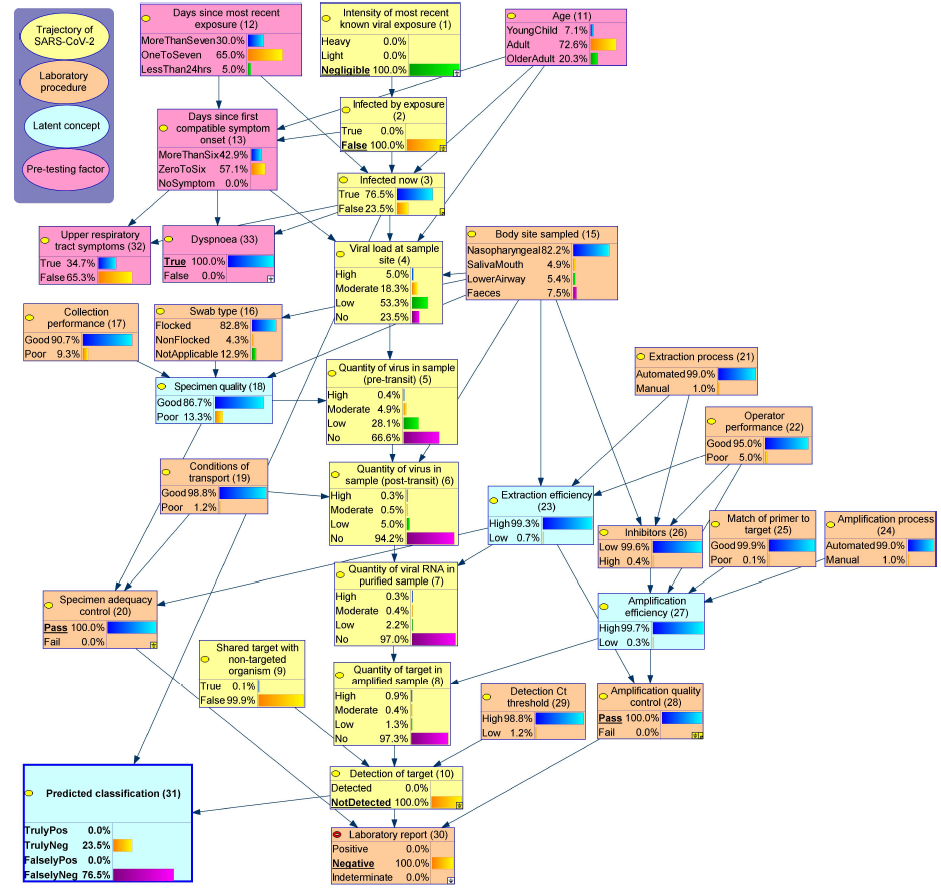 Trajectory of
SARS-CoV-2
Laboratory
procedure
Latent concept
Pre-testing factor
Days since most recent
exposure (12)
MoreThanSeven 30.0%
OneToSeven 65.0%
LessThan24hrs 5.0%
Intensity of most recent
known viral exposure (1)
Heavy 0.0%
Light 0.0%
Negligible 100.0%
Age (11)
YoungChild 7.1%
Adult 72.6%
OlderAdult 20.3%
Infected by exposure
(2)
True 0.0%
False 100.0%
Days since first
compatible symptom
onset (13)
MoreThanSix 42.9%
ZeroToSix 57.1%
NoSymptom 0.0%
Infected now (3)
True 76.5%
False 23.5%
Upper respiratory
tract symptoms (32)
True 34.7%
False 65.3%
Dyspnoea (33)
True 100.0%
False 0.0%
Viral load at sample
site (4)
High 5.0%
Moderate 18.3%
Low 53.3%
No 23.5%
Body site sampled (15)
Nasopharyngeal 82.2%
SalivaMouth 4.9%
LowerAirway 5.4%
Faeces 7.5%
Collection
performance (17)
Good 90.7%
Poor 9.3%
Swab type (16)
Flocked 82.8%
NonFlocked 4.3%
NotApplicable 12.9%
Specimen quality (18)
Good 86.7%
Poor 13.3%
Quantity of virus in sample
(pre-transit) (5)
High 0.4%
Moderate 4.9%
Low 28.1%
No 66.6%
Extraction process (21)
Automated 99.0%
Manual 1.0%
Operator
performance (22)
Good 95.0%
Poor 5.0%
Conditions of
transport (19)
Good 98.8%
Poor 1.2%
Quantity of virus in
sample (post-transit) (6)
High 0.3%
Moderate 0.5%
Low 5.0%
No 94.2%
Extraction efficiency
(23)
High 99.3%
Low 0.7%
Inhibitors (26)
Low 99.6%
High 0.4%
Match of primer to
target (25)
Good 99.9%
Poor 0.1%
Amplification process
(24)
Automated 99.0%
Manual 1.0%
Quantity of viral RNA in
purified sample (7)
High 0.3%
Moderate 0.4%
Low 2.2%
No 97.0%
Specimen adequacy
control (20)
Pass 100.0%
Fail 0.0%
Amplification
efficiency (27)
High 99.7%
Low 0.3%
Shared target with
non-targeted
organism (9)
True 0.1%
False 99.9%
Quantity of target in
amplified sample (8)
High 0.9%
Moderate 0.4%
Low 1.3%
No 97.3%
Detection Ct
threshold (29)
High 98.8%
Low 1.2%
Amplification quality
control (28)
Pass 100.0%
Fail 0.0%
Predicted classification (31)
TrulyPos 0.0%
TrulyNeg 23.5%
FalselyPos 0.0%
FalselyNeg 76.5%
Detection of target (10)
Detected 0.0%
NotDetected 100.0%
Laboratory report (30)
Positive 0.0%
Negative 100.0%
Indeterminate 0.0%